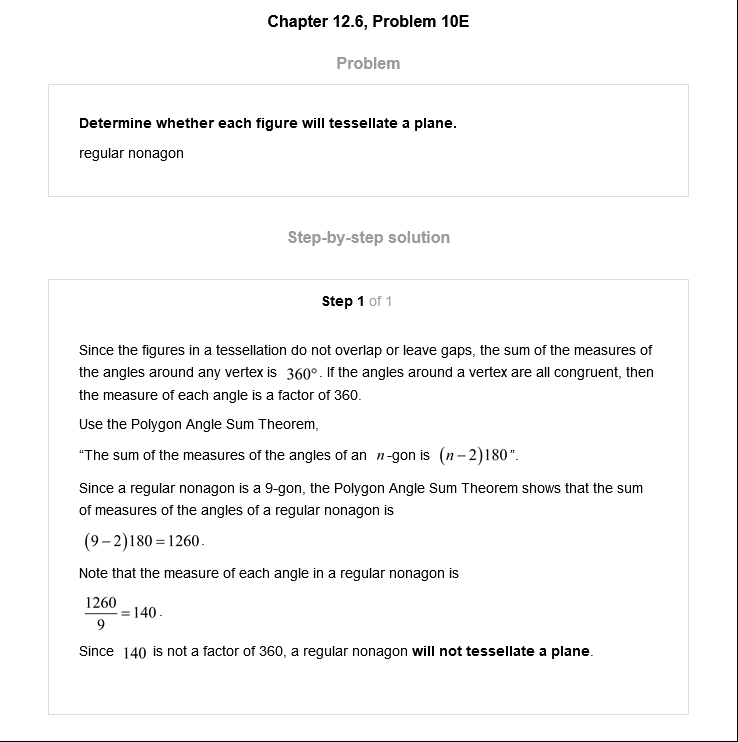 Chapter 12.6, Problem 10E
Problem
Determine whether each figure will tessellate a plane.
regular nonagon
Step-by-step solution
Step 1 of 1
Since the figures in a tessellation do not overlap or leave gaps, the sum of the measures of
the angles around any vertex is 360°. If the angles around a vertex are all congruent, then
the measure of each angle is a factor of 360.
Use the Polygon Angle Sum Theorem,
“The sum of the measures of the angles of an n-gon is (n−2)180”.
Since a regular nonagon is a 9-gon, the Polygon Angle Sum Theorem shows that the sum
of measures of the angles of a regular nonagon is
(9−2)180=1260.
Note that the measure of each angle in a regular nonagon is
1260
=140.
9
Since 140 is not a factor of 360, a regular nonagon will not tessellate a plane.